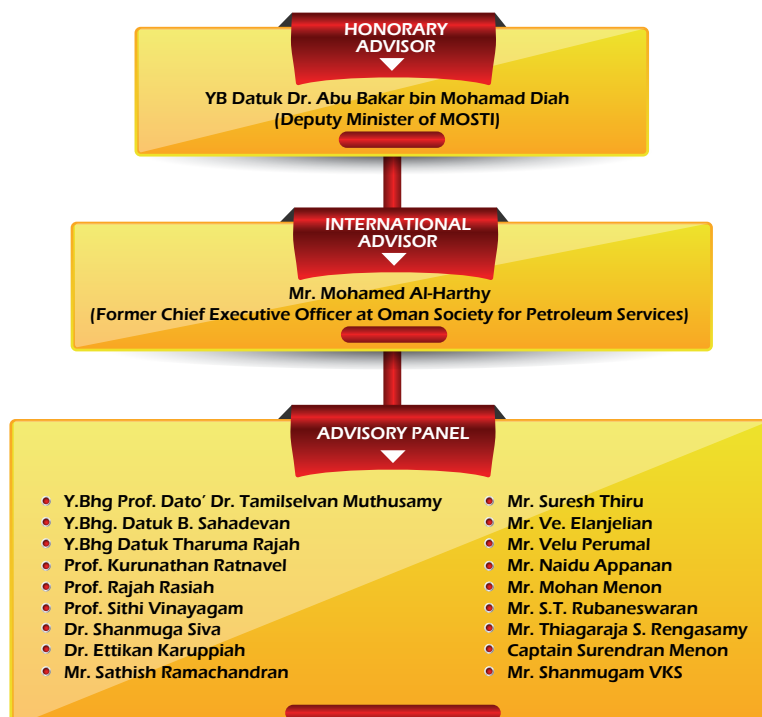 HONORARY
ADVISOR
YB Datuk Dr. Abu Bakar bin Mohamad Diah
(Deputy Minister of MOSTI)
INTERNATIONAL
ADVISOR
Mr. Mohamed Al-Harthy
(Former Chief Executive Officer at Oman Society for Petroleum Services)
ADVISORY PANEL
Y.Bhg Prof. Dato’ Dr. Tamilselvan Muthusamy
Y.Bhg. Datuk B. Sahadevan
Y.Bhg Datuk Tharuma Rajah
Prof. Kurunathan Ratnavel
Prof. Rajah Rasiah
Prof. Sithi Vinayagam
Dr. Shanmuga Siva
Dr. Ettikan Karuppiah
Mr. Sathish Ramachandran
Mr. Suresh Thiru
Mr. Ve. Elanjelian
Mr. Velu Perumal
Mr. Naidu Appanan
Mr. Mohan Menon
Mr. S.T. Rubaneswaran
Mr. Thiagaraja S. Rengasamy
Captain Surendran Menon
Mr. Shanmugam VKS